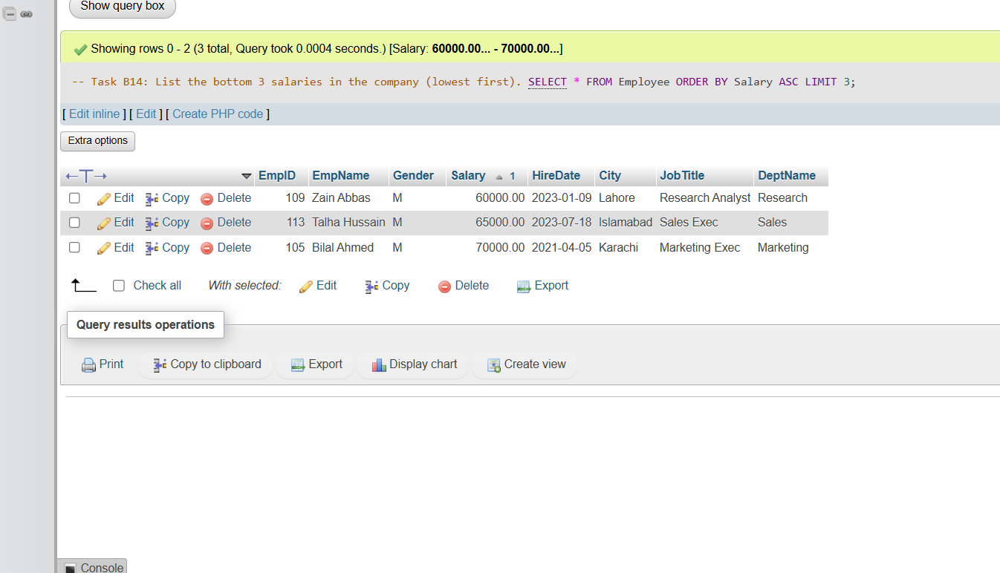 Show query box
Showing rows 0 - 2 (3 total, Query took 0.0004 seconds.) [Salary: 60000.00... - 70000.00...]
-- Task B14: List the bottom 3 salaries in the company (lowest first). SELECT * FROM Employee ORDER BY Salary ASC LIMIT 3;
[ Edit inline ] [ Edit ] [ Create PHP code ]
Extra options
←T→ EmpID EmpName Gender Salary 1 HireDate City JobTitle DeptName
Edit Copy Delete 109 Zain Abbas M 60000.00 2023-01-09 Lahore Research Analyst Research
Edit Copy Delete 113 Talha Hussain M 65000.00 2023-07-18 Islamabad Sales Exec Sales
Edit Copy Delete 105 Bilal Ahmed M 70000.00 2021-04-05 Karachi Marketing Exec Marketing
Check all With selected: Edit Copy Delete Export
Query results operations
Print Copy to clipboard Export Display chart Create view
Console